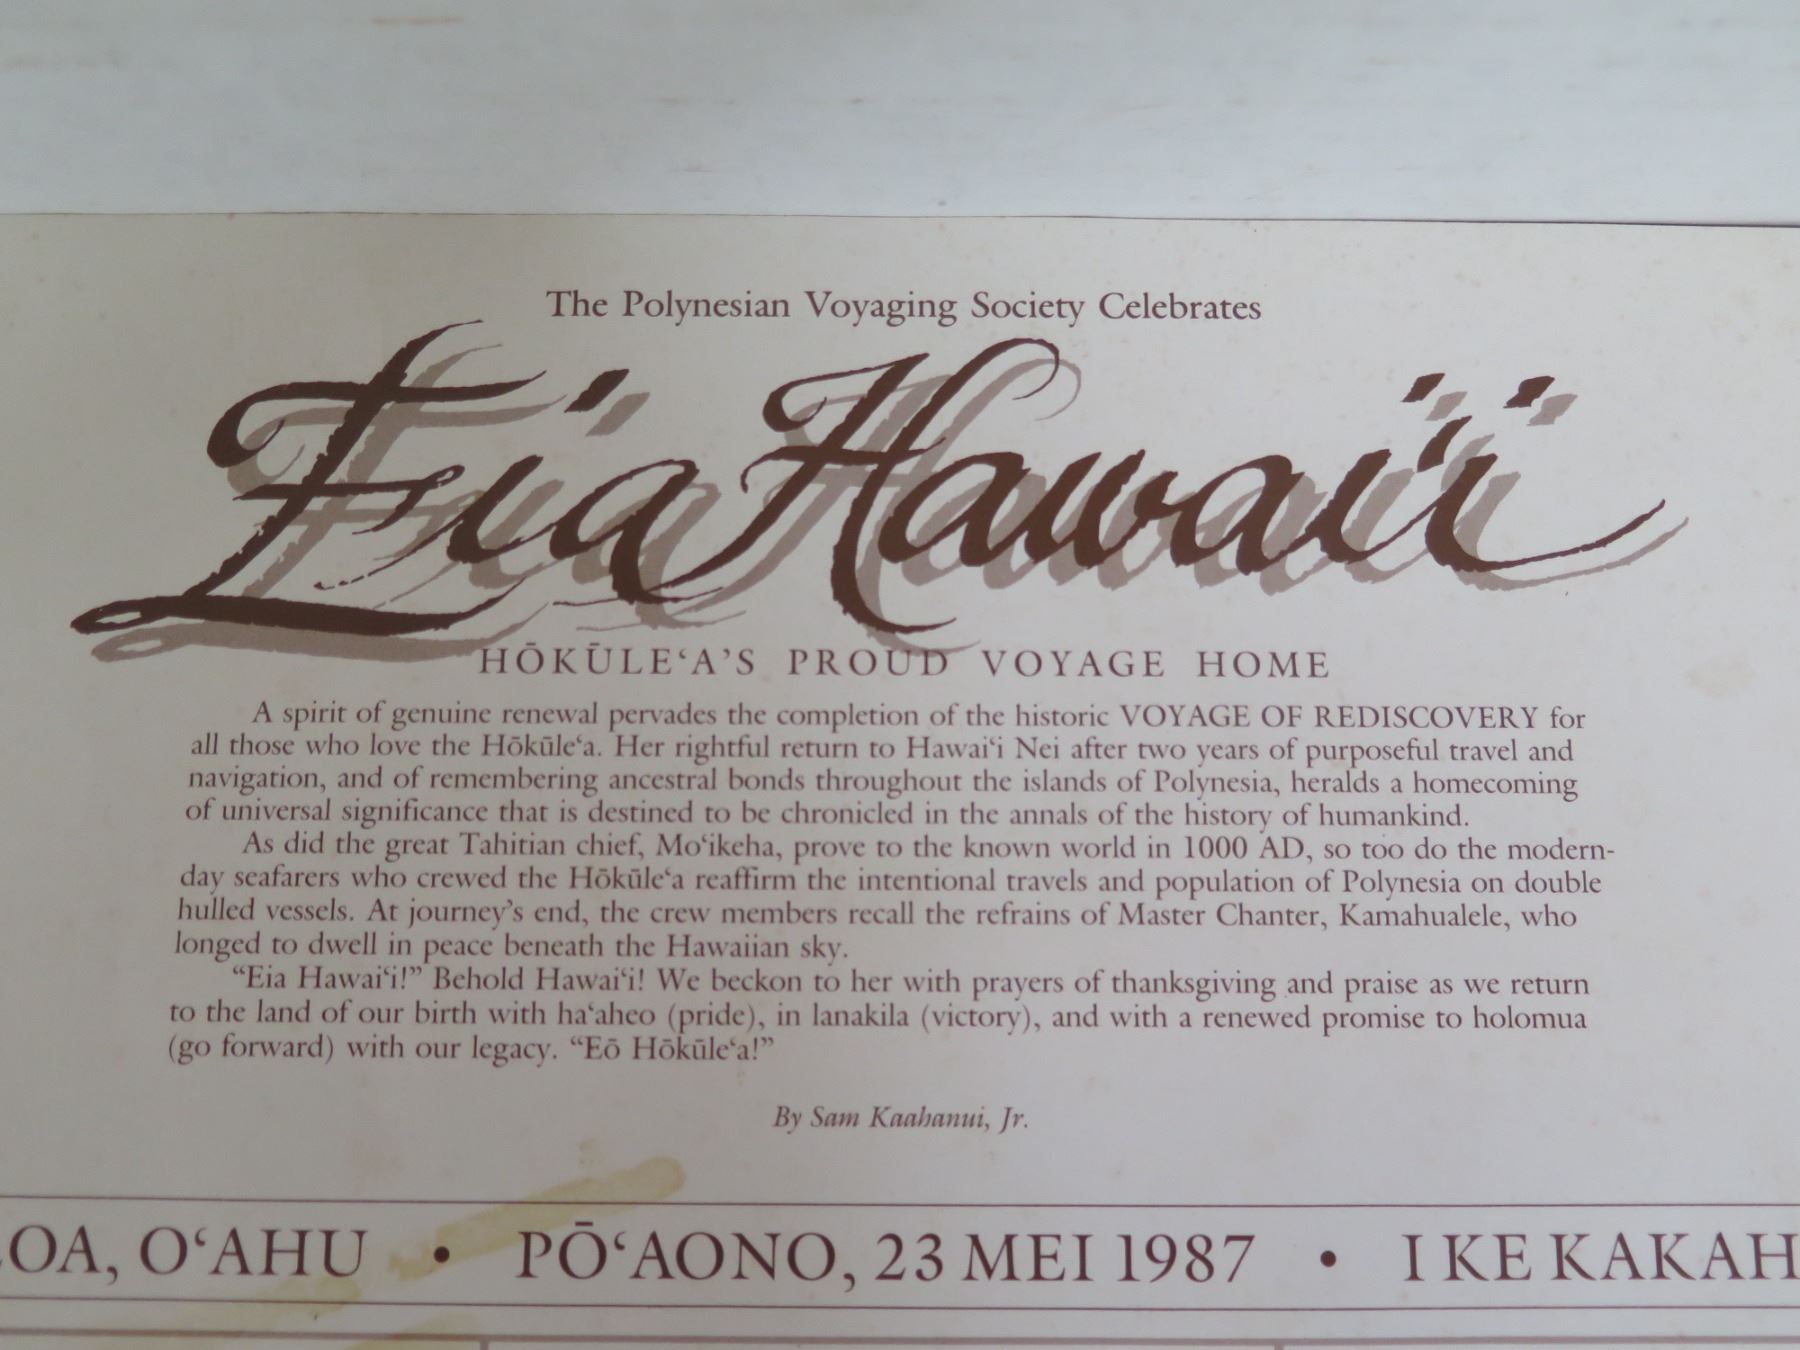 The Polynesian Voyaging Society Celebrates
Eia Hawaiʻi
HŌKŪLEʻA’S PROUD VOYAGE HOME
A spirit of genuine renewal pervades the completion of the historic VOYAGE OF REDISCOVERY for
all those who love the Hōkūleʻa. Her rightful return to Hawaiʻi Nei after two years of purposeful travel and
navigation, and of remembering ancestral bonds throughout the islands of Polynesia, heralds a homecoming
of universal significance that is destined to be chronicled in the annals of the history of humankind.
As did the great Tahitian chief, Moʻikeha, prove to the known world in 1000 AD, so too do the modern-
day seafarers who crewed the Hōkūleʻa reaffirm the intentional travels and population of Polynesia on double
hulled vessels. At journey’s end, the crew members recall the refrains of Master Chanter, Kamahualele, who
longed to dwell in peace beneath the Hawaiian sky.
“Eia Hawaiʻi!” Behold Hawaiʻi! We beckon to her with prayers of thanksgiving and praise as we return
to the land of our birth with haʻaheo (pride), in lanakila (victory), and with a renewed promise to holomua
(go forward) with our legacy. “Eō Hōkūleʻa!”
By Sam Kaahanui, Jr.
OA, OʻAHU • PŌʻAONO, 23 MEI 1987 • I KE KAKAH